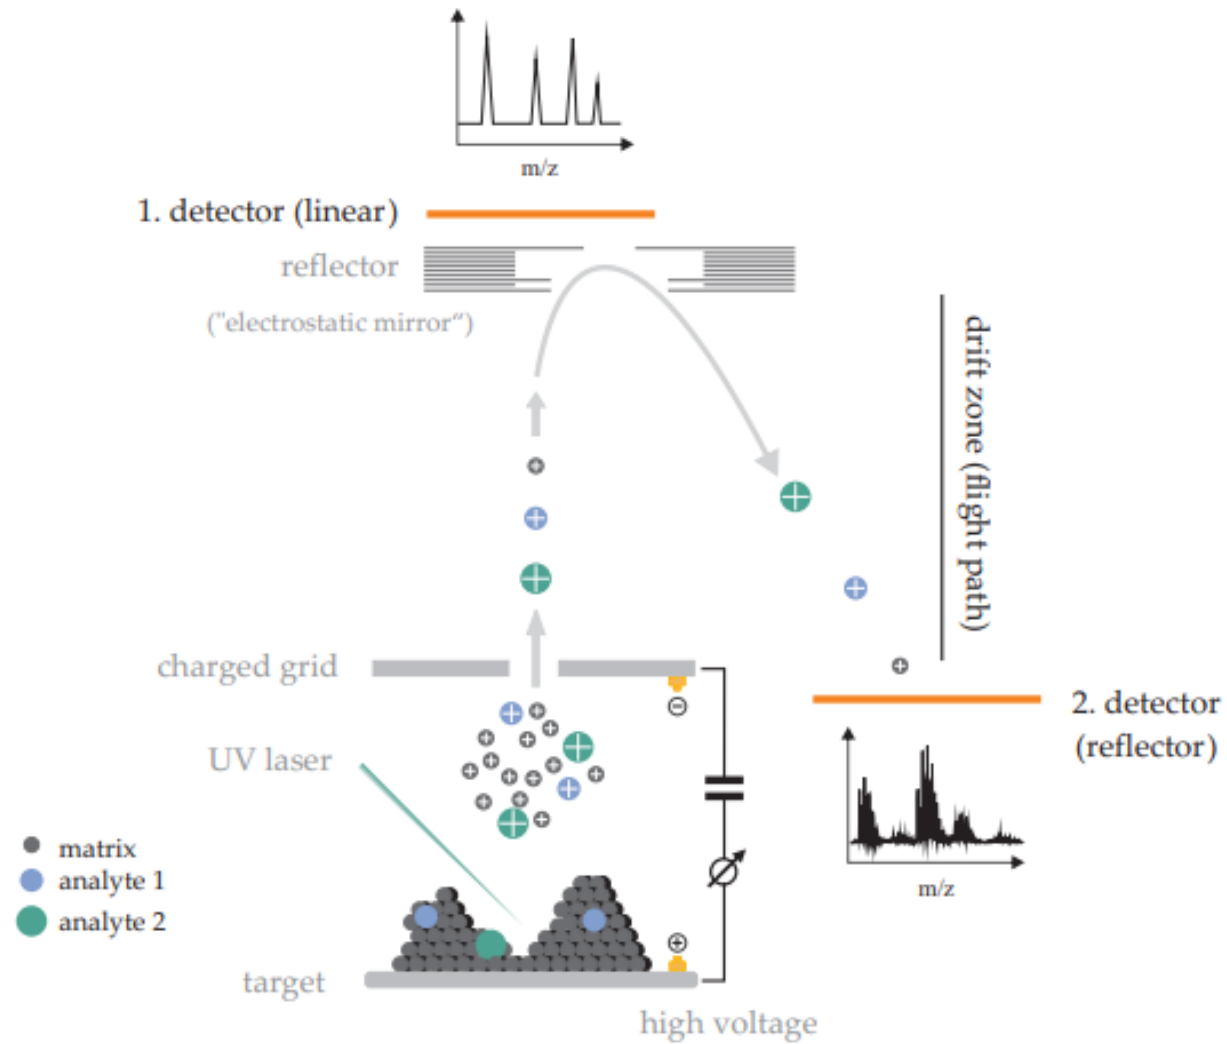 m/z
1. detector (linear)
reflector
("electrostatic mirror“)
drift zone (flight path)
charged grid
2. detector
(reflector)
UV laser
matrix
analyte 1
analyte 2
m/z
target
high voltage